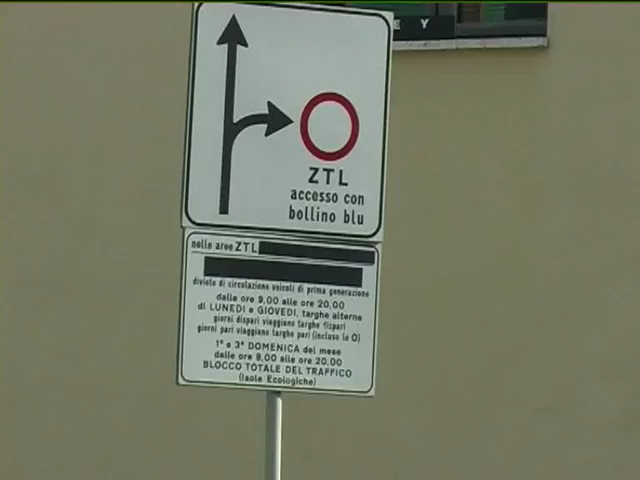 E Y
ZTL
accesso con
bollino blu
nelle aree ZTL
divieto di circolazione veicoli di prima generazione
dalle ore 9,00 alle ore 20,00
di LUNEDI e GIOVEDI, targhe alterne
giorni dispari viaggiano targhe dispari
giorni pari viaggiano targhe pari (incluso lo 0)
1ª e 3ª DOMENICA del mese
dalle ore 9,00 alle ore 20,00
BLOCCO TOTALE DEL TRAFFICO
(Isole Ecologiche)